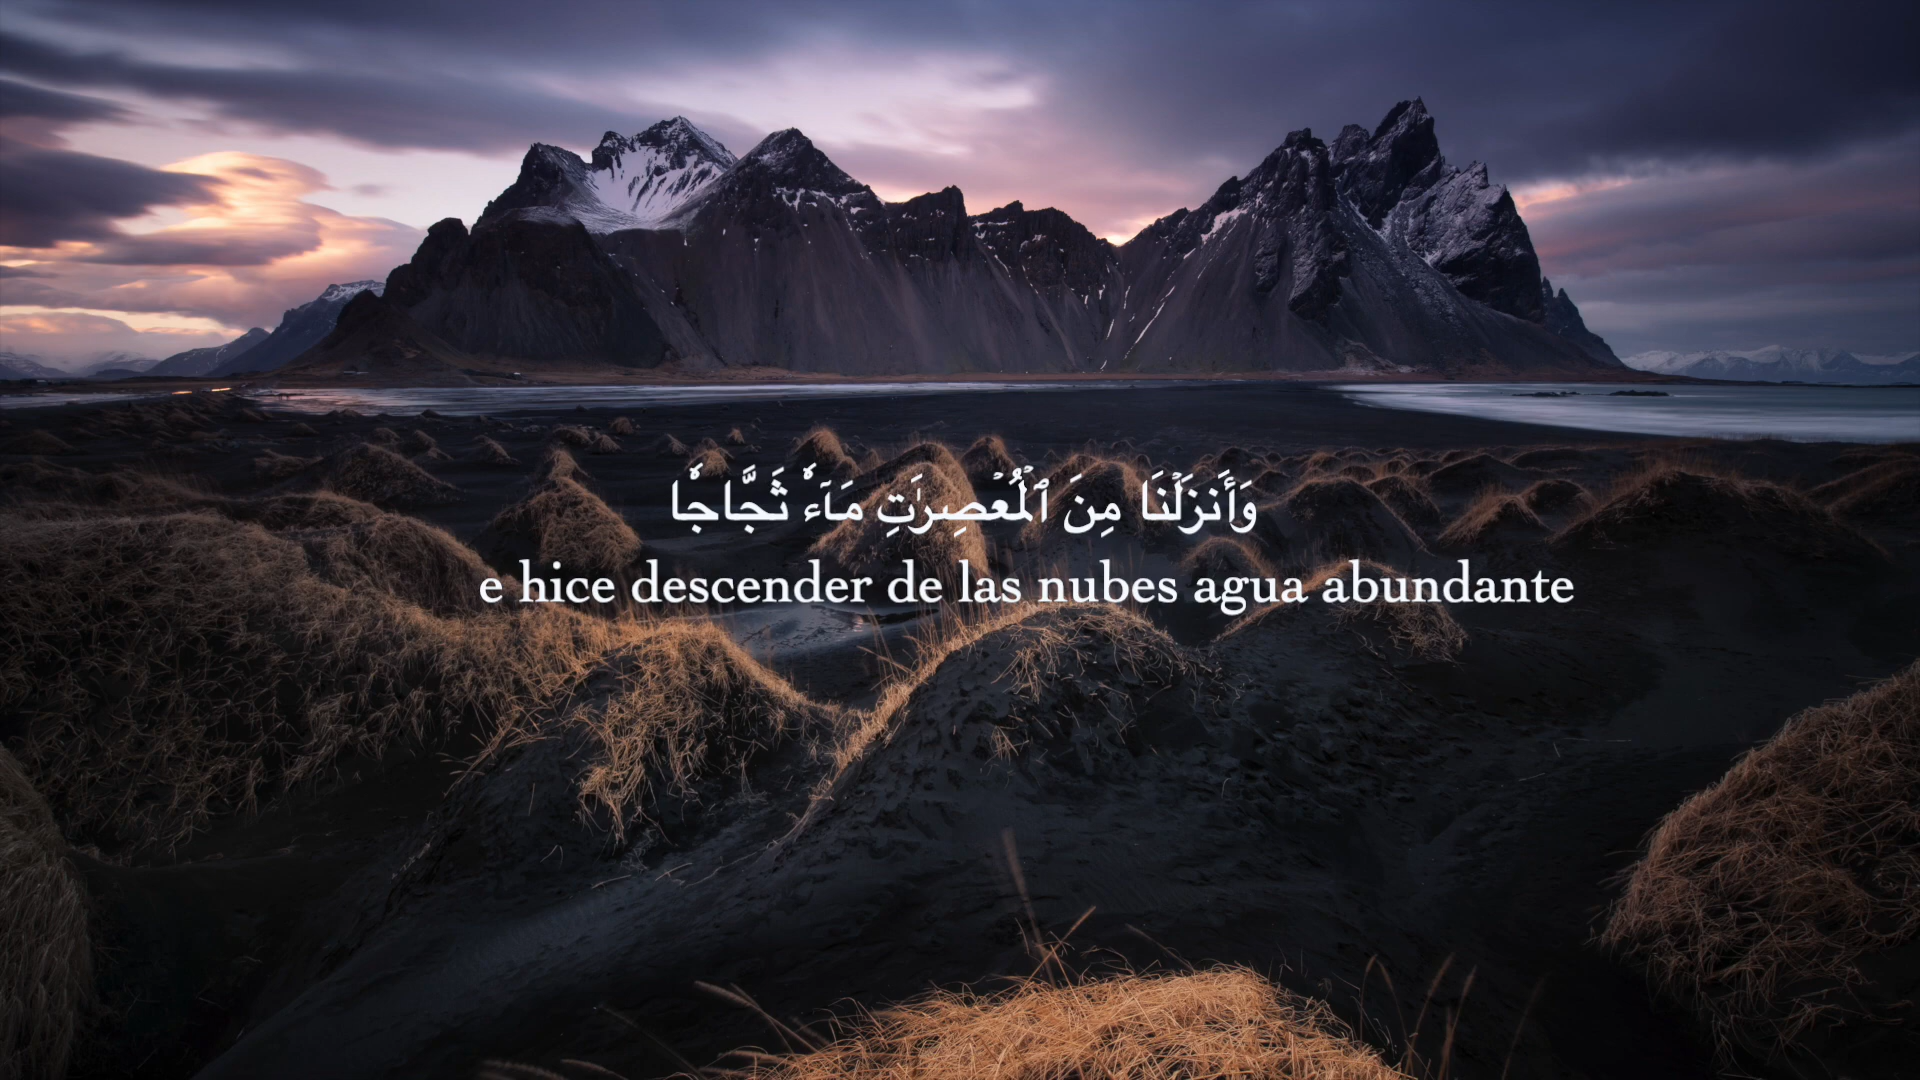 وَأَنزَلْنَا مِنَ ٱلْمُعْصِرَٰتِ مَآءًۭ ثَجَّاجًۭا
e hice descender de las nubes agua abundante